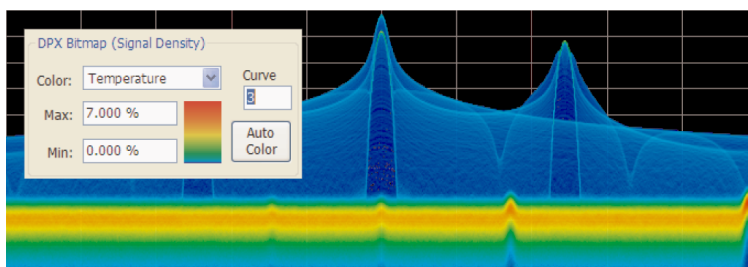 DPX Bitmap (Signal Density)
Color: Temperature Curve
3
Max: 7.000 %
Min: 0.000 % Auto Color